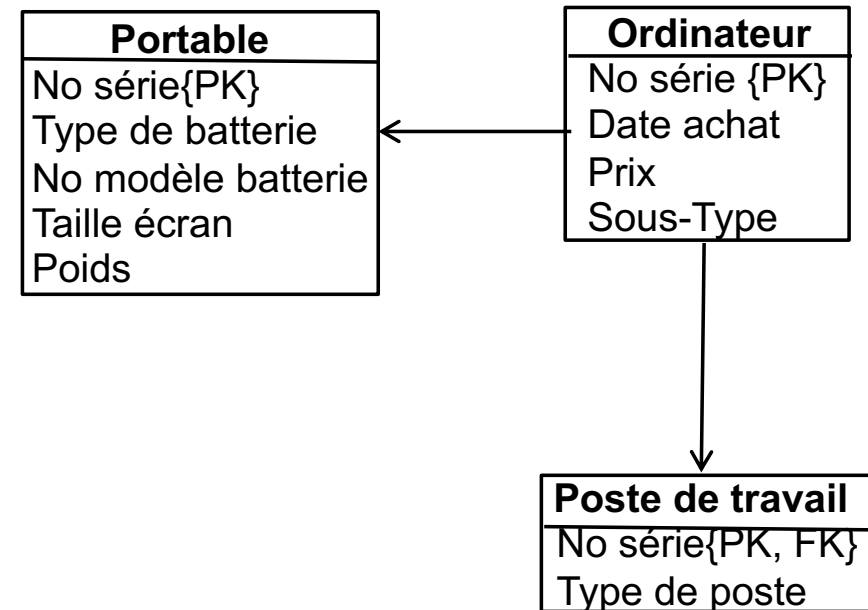 Portable
No série{PK}
Type de batterie
No modèle batterie
Taille écran
Poids
Ordinateur
No série {PK}
Date achat
Prix
Sous-Type
Poste de travail
No série{PK, FK}
Type de poste